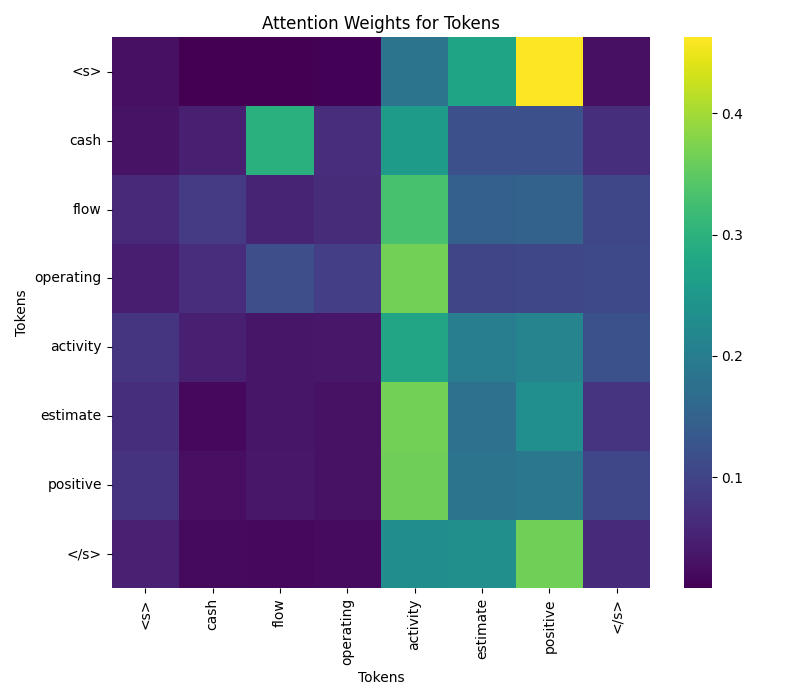 Attention Weights for Tokens
<s>
cash
flow
operating
activity
estimate
positive
</s>
Tokens
0.4
0.3
0.2
0.1
<s>
cash
flow
operating
activity
estimate
positive
</s>
Tokens